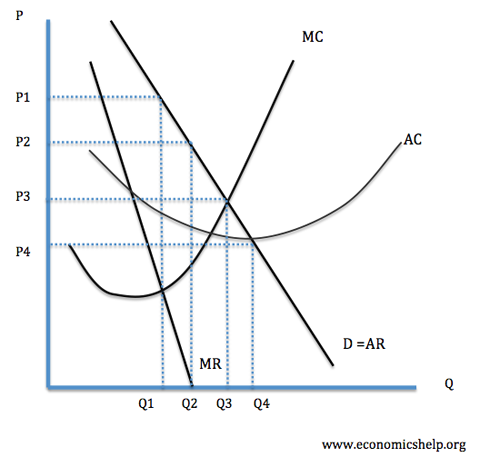 P
MC
P1
P2
AC
P3
P4
D =AR
MR
Q
Q1 Q2 Q3 Q4
www.economicshelp.org